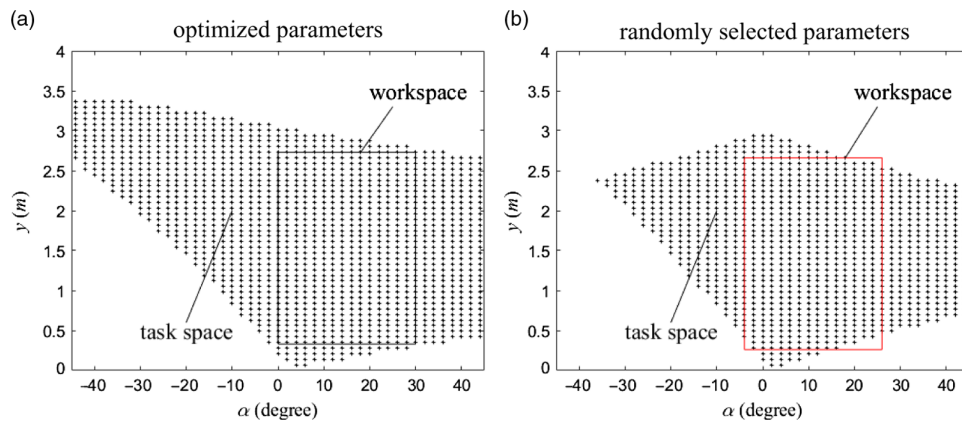 (a)
optimized parameters
4
3.5
3
2.5
2
1.5
1
0.5
0
y (m)
workspace
task space
−40 −30 −20 −10 0 10 20 30 40
α (degree)
(b)
randomly selected parameters
4
3.5
3
2.5
2
1.5
1
0.5
0
y (m)
workspace
task space
−40 −30 −20 −10 0 10 20 30 40
α (degree)